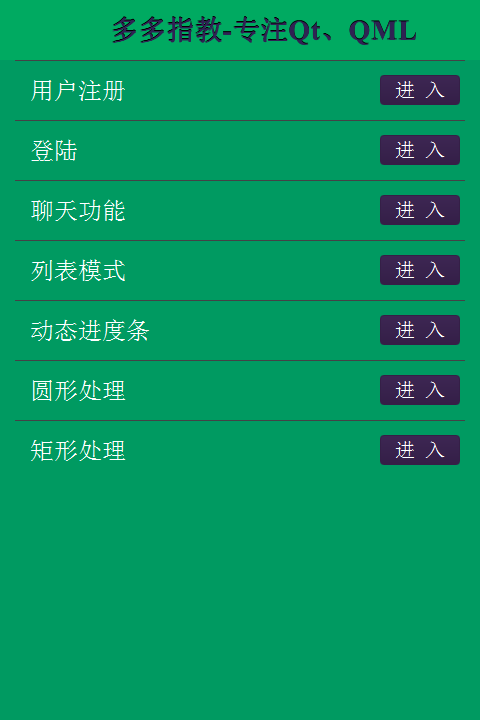 多多指教-专注Qt、QML
用户注册 进 入
登陆 进 入
聊天功能 进 入
列表模式 进 入
动态进度条 进 入
圆形处理 进 入
矩形处理 进 入